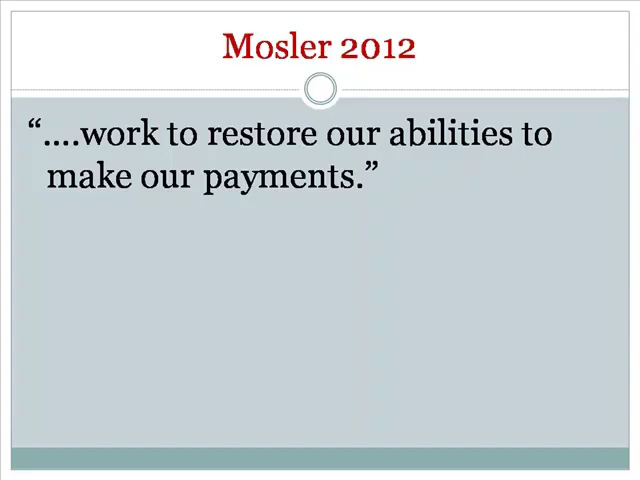 Mosler 2012
“....work to restore our abilities to
make our payments.”